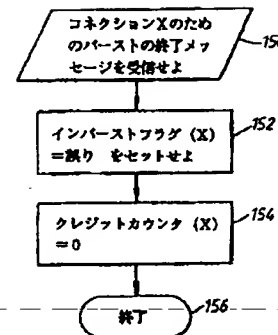 コネクションXのため
のバーストの終了メッ
セージを受信せよ
インバーストフラグ (X)
=誤り をセットせよ
152
クレジットカウンタ (X)
=0
154
終了
156